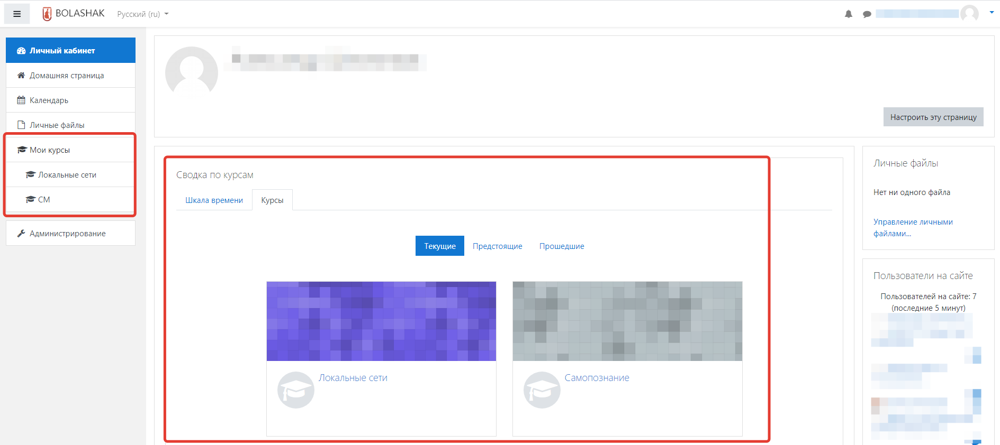 BOLASHAK
Русский (ru)
Личный кабинет
Домашняя страница
Календарь
Личные файлы
Мои курсы
Локальные сети
СМ
Администрирование
Настроить эту страницу
Сводка по курсам
Шкала времени
Курсы
Текущие
Предстоящие
Прошедшие
Локальные сети
Самопознание
Личные файлы
Нет ни одного файла
Управление личными
файлами...
Пользователи на сайте
Пользователей на сайте: 7
(последние 5 минут)